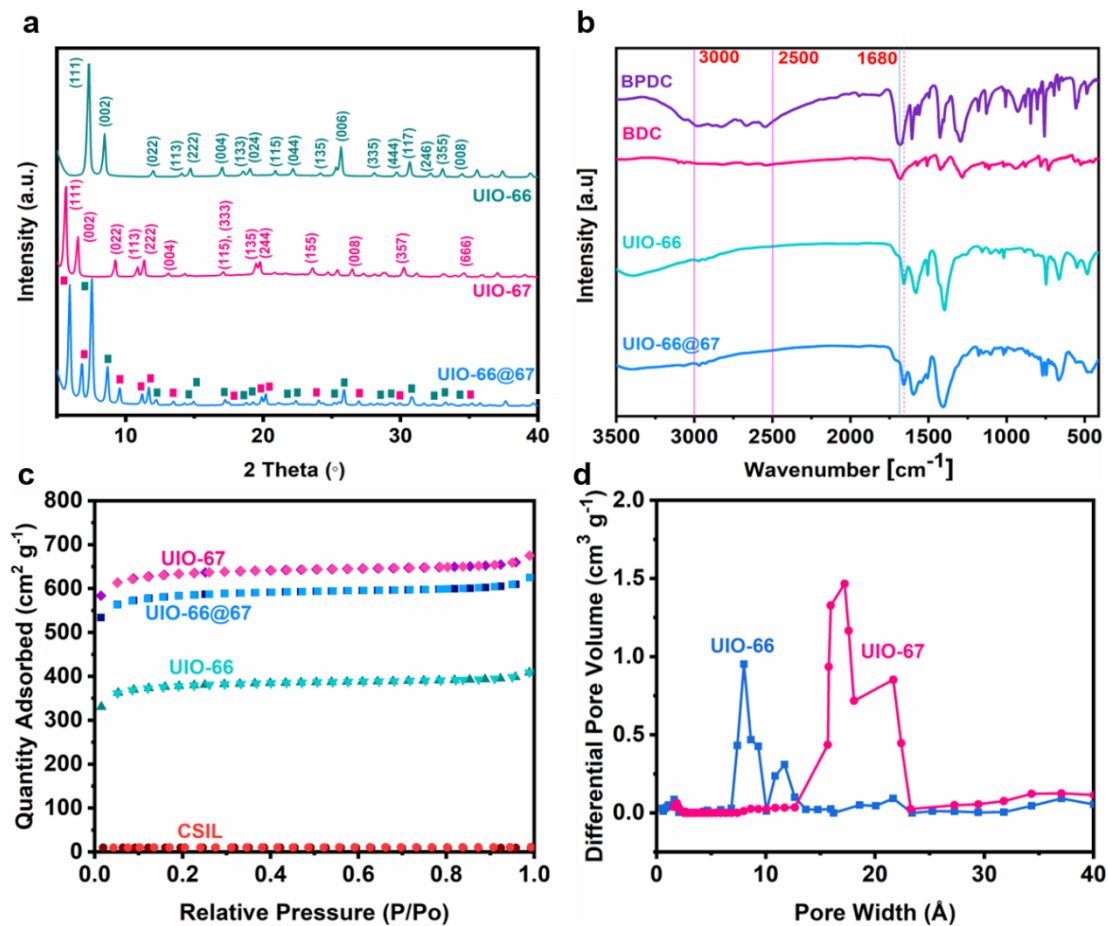 a
(111)
(002)
(022)
(113)
(222)
(004)
(133)
(024)
(115)
(044)
(135)
(006)
(335)
(444)
(117)
(246)
(355)
(008)
UIO-66
(111)
(002)
(022)
(113)
(222)
(004)
(115), (333)
(135)
(244)
(155)
(008)
(357)
(666)
UIO-67
UIO-66@67
Intensity (a.u)
10 20 30 40
2 Theta (◦)
b
3000 2500 1680
BPDC
BDC
UIO-66
UIO-66@67
Intensity [a.u]
3500 3000 2500 2000 1500 1000 500
Wavenumber [cm-1]
c
800
700
600
500
400
300
200
100
0
UIO-67
UIO-66@67
UIO-66
CSIL
Quantity Adsorbed (cm2 g-1)
0.0 0.2 0.4 0.6 0.8 1.0
Relative Pressure (P/Po)
d
2.0
1.5
1.0
0.5
0.0
UIO-66
UIO-67
Differential Pore Volume (cm3 g-1)
0 10 20 30 40
Pore Width (Å)